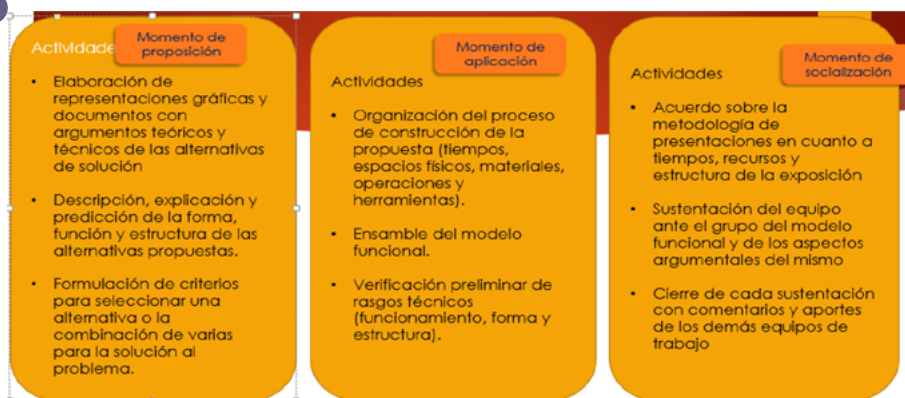 Momento de
proposición
Actividade
• Elaboración de
representaciones gráficas y
documentos con
argumentos teóricos y
técnicos de las alternativas
de solución
• Descripción, explicación y
predicción de la forma,
función y estructura de las
alternativas propuestas.
• Formulación de criterios
para seleccionar una
alternativa o la
combinación de varias
para la solución al
problema.
Momento de
aplicación
Actividades
• Organización del proceso
de construcción de la
propuesta (tiempos,
espacios físicos, materiales,
operaciones y
herramientas).
• Ensamble del modelo
funcional.
• Verificación preliminar de
rasgos técnicos
(funcionamiento, forma y
estructura).
Momento de
socialización
Actividades
• Acuerdo sobre la
metodología de
presentaciones en cuanto a
tiempos, recursos y
estructura de la exposición
• Sustentación del equipo
ante el grupo del modelo
funcional y de los aspectos
argumentales del mismo
• Cierre de cada sustentación
con comentarios y aportes
de los demás equipos de
trabajo